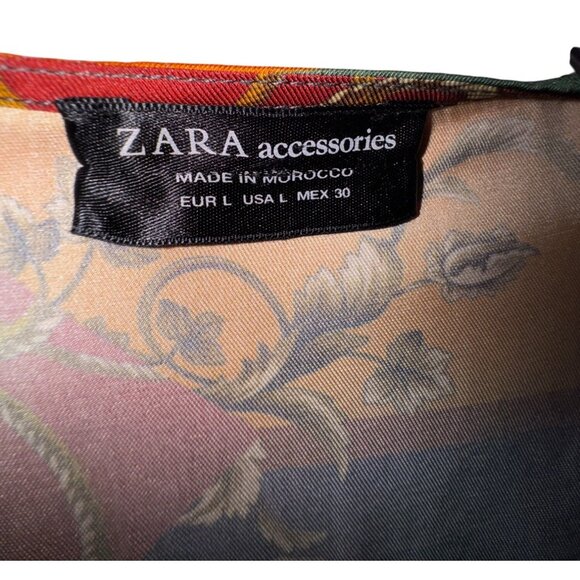 ZARA accessories
MADE IN MOROCCO
EUR L USA L MEX 30